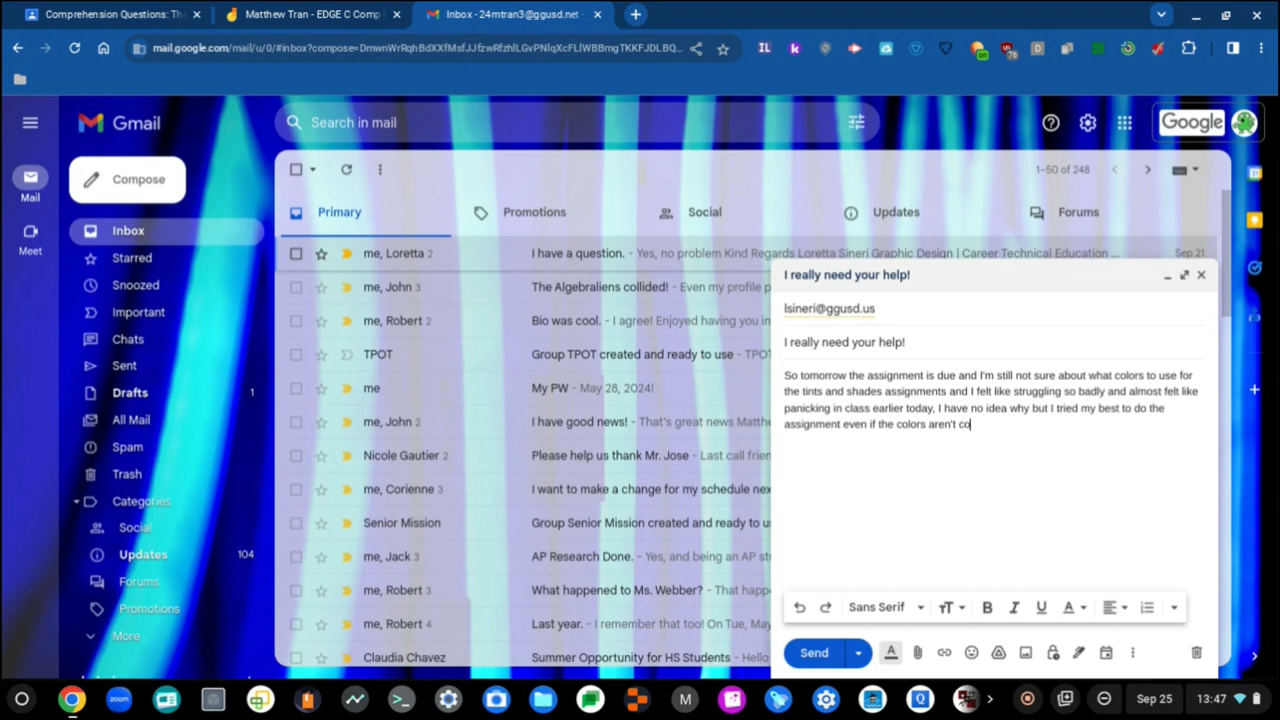 Comprehension Questions: Th
Matthew Tran - EDGE C Comp
Inbox - 24mtran3@ggusd.net -
mail.google.com/mail/u/0/#inbox?compose=DmwnWrRqhBdXXfMsfJJfzwRfzhlLGvPNlqXcFLlWBBmgTKKFJDLBQ...
Gmail
Search in mail
Google
Mail
Meet
Compose
Inbox
Starred
Snoozed
Important
Chats
Sent
Drafts 1
All Mail
Spam
Trash
Categories
Social
Updates 104
Forums
Promotions
More
1–50 of 248
Primary
Promotions
Social
Updates
Forums
me, Loretta 2 I have a question. - Yes, no problem Kind Regards Loretta Sineri Graphic Design | Career Technical Education ... Sep 21
me, John 3 The Algebraliens collided! - Even my profile p
me, Robert 2 Bio was cool. - I agree! Enjoyed having you in
TPOT Group TPOT created and ready to use - TPOT
me My PW - May 28, 2024!
me, John 2 I have good news! - That's great news Matthe
Nicole Gautier 2 Please help us thank Mr. Jose - Last call frien
me, Corienne 3 I want to make a change for my schedule nex
Senior Mission Group Senior Mission created and ready to us
me, Jack 3 AP Research Done. - Yes, and being an AP st
me, Robert 3 What happened to Ms. Webber? - That happ
me, Robert 4 Last year. - I remember that too! On Tue, May
Claudia Chavez Summer Opportunity for HS Students - Hello
I really need your help!
lsineri@ggusd.us
I really need your help!
So tomorrow the assignment is due and I'm still not sure about what colors to use for
the tints and shades assignments and I felt like struggling so badly and almost felt like
panicking in class earlier today, I have no idea why but I tried my best to do the
assignment even if the colors aren't co
Sans Serif
Send
zoom
Sep 25
13:47